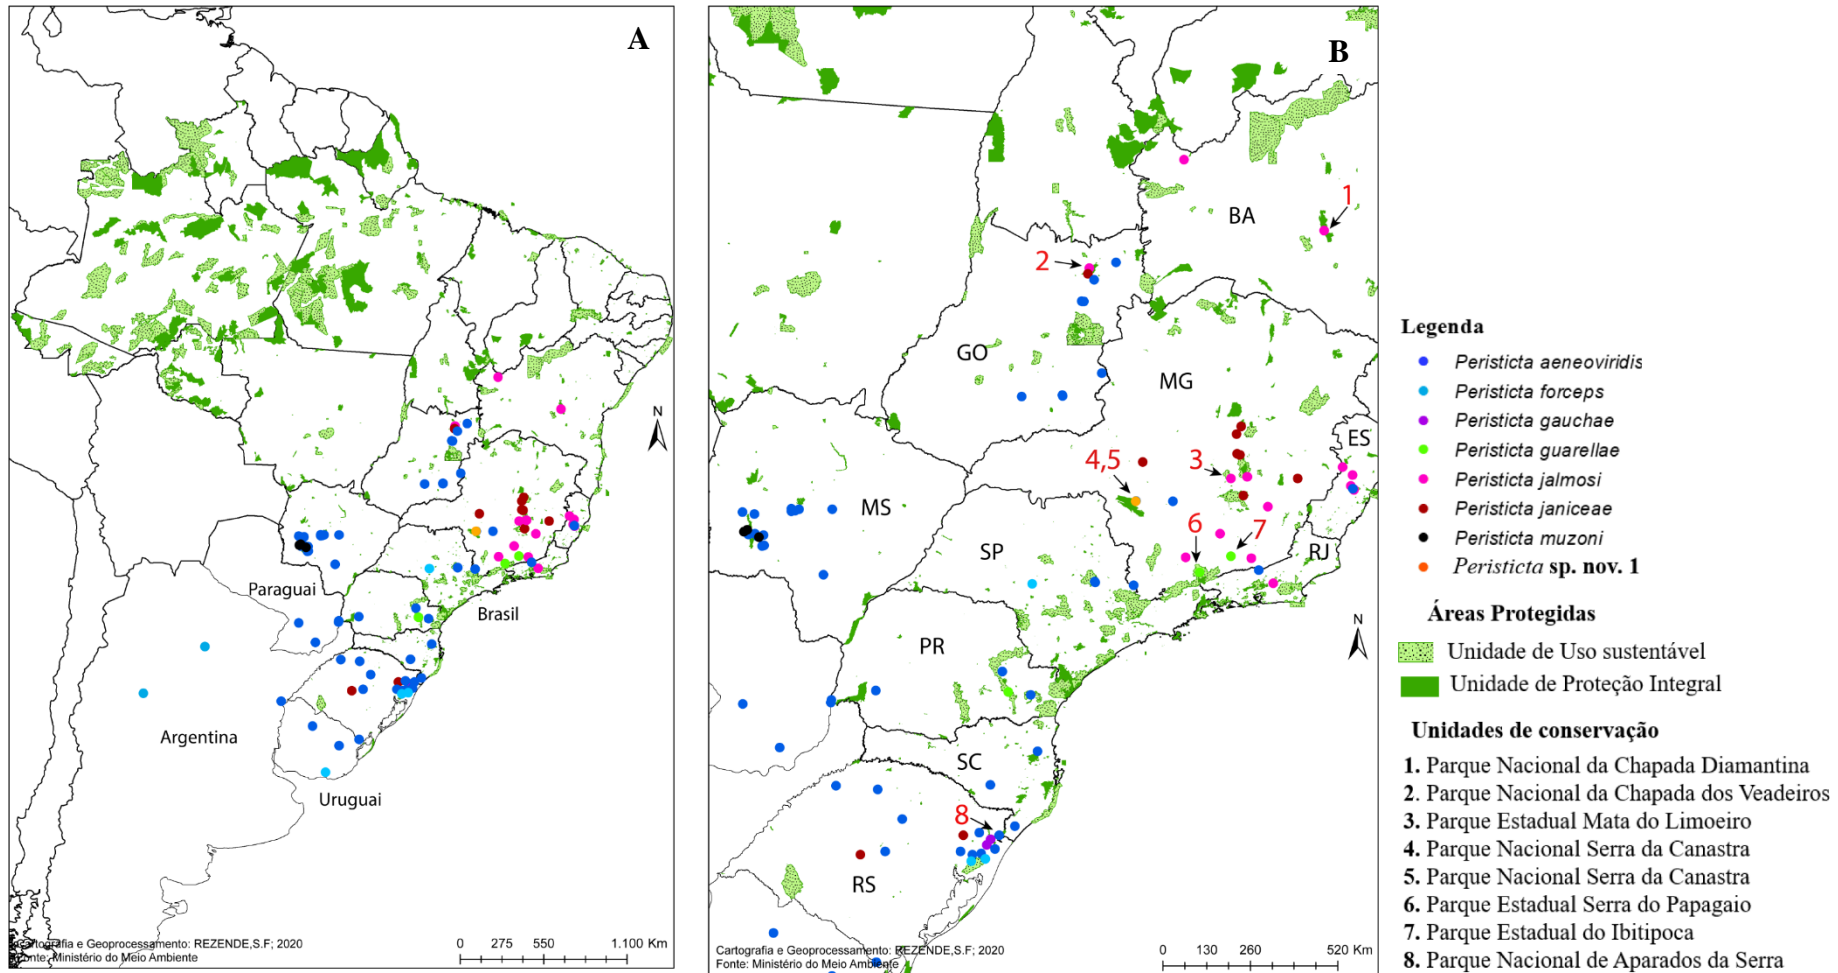 A
N
Paraguai
Brasil
Argentina
Uruguai
Cartografia e Geoprocessamento: REZENDE,S.F; 2020
Fonte: Ministério do Meio Ambiente
0 275 550 1.100 Km
B
1
BA
2
GO
MG
ES
4,5
3
MS
SP
6
7
RJ
PR
N
SC
8
RS
Cartografia e Geoprocessamento: REZENDE,S.F; 2020
Fonte: Ministério do Meio Ambiente
0 130 260 520 Km
Legenda
Peristicta aeneoviridis
Peristicta forceps
Peristicta gauchae
Peristicta guarellae
Peristicta jalmosi
Peristicta janiceae
Peristicta muzoni
Peristicta sp. nov. 1
Áreas Protegidas
Unidade de Uso sustentável
Unidade de Proteção Integral
Unidades de conservação
1. Parque Nacional da Chapada Diamantina
2. Parque Nacional da Chapada dos Veadeiros
3. Parque Estadual Mata do Limoeiro
4. Parque Nacional Serra da Canastra
5. Parque Nacional Serra da Canastra
6. Parque Estadual Serra do Papagaio
7. Parque Estadual do Ibitipoca
8. Parque Nacional de Aparados da Serra